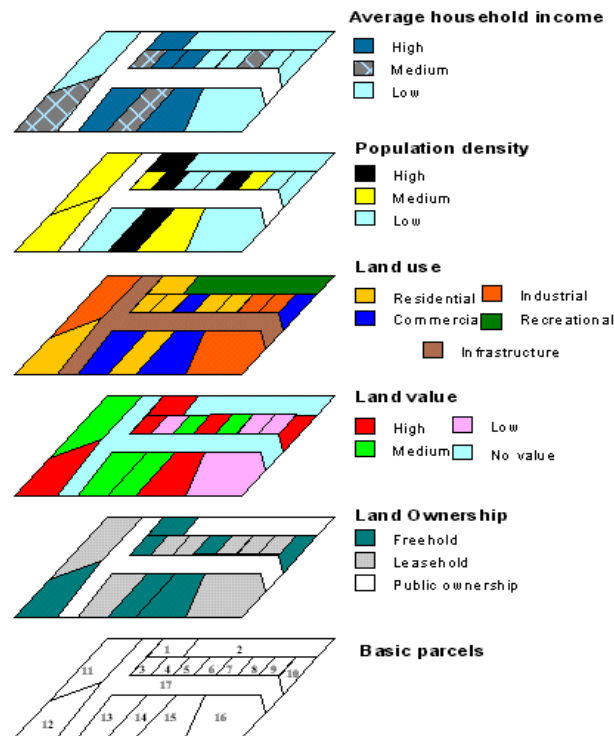 Average household income
High
Medium
Low
Population density
High
Medium
Low
Land use
Residential
Industrial
Commercia
Recreational
Infrastructure
Land value
High
Low
Medium
No value
Land Ownership
Freehold
Leasehold
Public ownership
Basic parcels
1 2
11 3 4 5 6 7 8 9 10
17
12 13 14 15 16